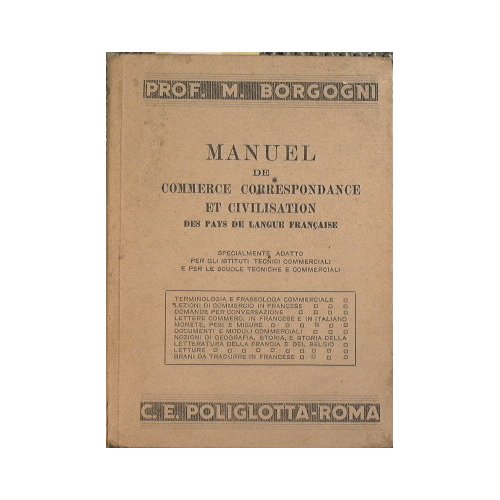 PROF. M. BORGOGNI
MANUEL
DE
COMMERCE CORRESPONDANCE
ET CIVILISATION
DES PAYS DE LANGUE FRANÇAISE
SPECIALMENTE ADATTO
PER GLI ISTITUTI TECNICI COMMERCIALI
E PER LE SCUOLE TECNICHE E COMMERCIALI
TERMINOLOGIA E FRASEOLOGA COMMERCIALE
LEZIONI DI COMMERCIO IN FRANCESE
DOMANDE PER CONVERSAZIONE
LETTERE COMMERC. IN FRANCESE E IN ITALIANO
MONETE, PESI E MISURE
DOCUMENTI E MODULI COMMERCIALI
NOZIONI DI GEOGRAFIA, STORIA, E STORIA DELLA
LETTERATURA DELLA FRANCIA E DEL BELGIO
LETTURE
BRANI DA TRADURRE IN FRANCESE
C. E. POLIGLOTTA-ROMA